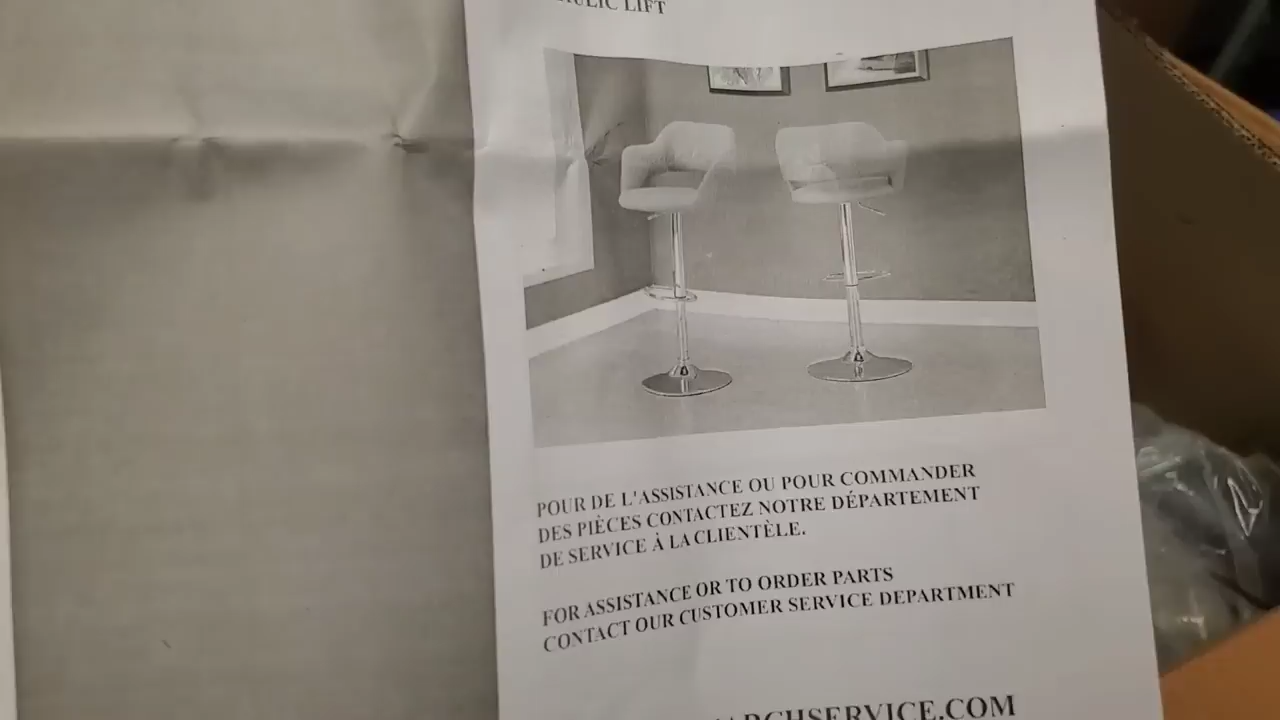 LIFT
POUR DE L'ASSISTANCE OU POUR COMMANDER
DES PIÈCES CONTACTEZ NOTRE DÉPARTEMENT
DE SERVICE À LA CLIENTÈLE.
FOR ASSISTANCE OR TO ORDER PARTS
CONTACT OUR CUSTOMER SERVICE DEPARTMENT